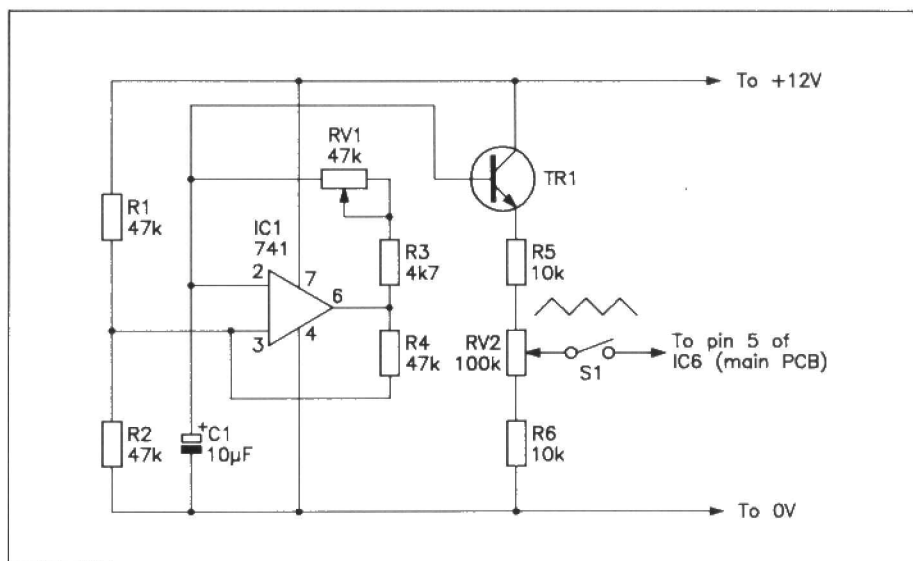 To +12V
RV1
47k
TR1
R1
47k
IC1
741
R3
4k7
R5
10k
2
7
6
3
4
R4
47k
RV2
100k
S1
To pin 5 of
IC6 (main PCB)
R2
47k
+
C1
10µF
R6
10k
To 0V